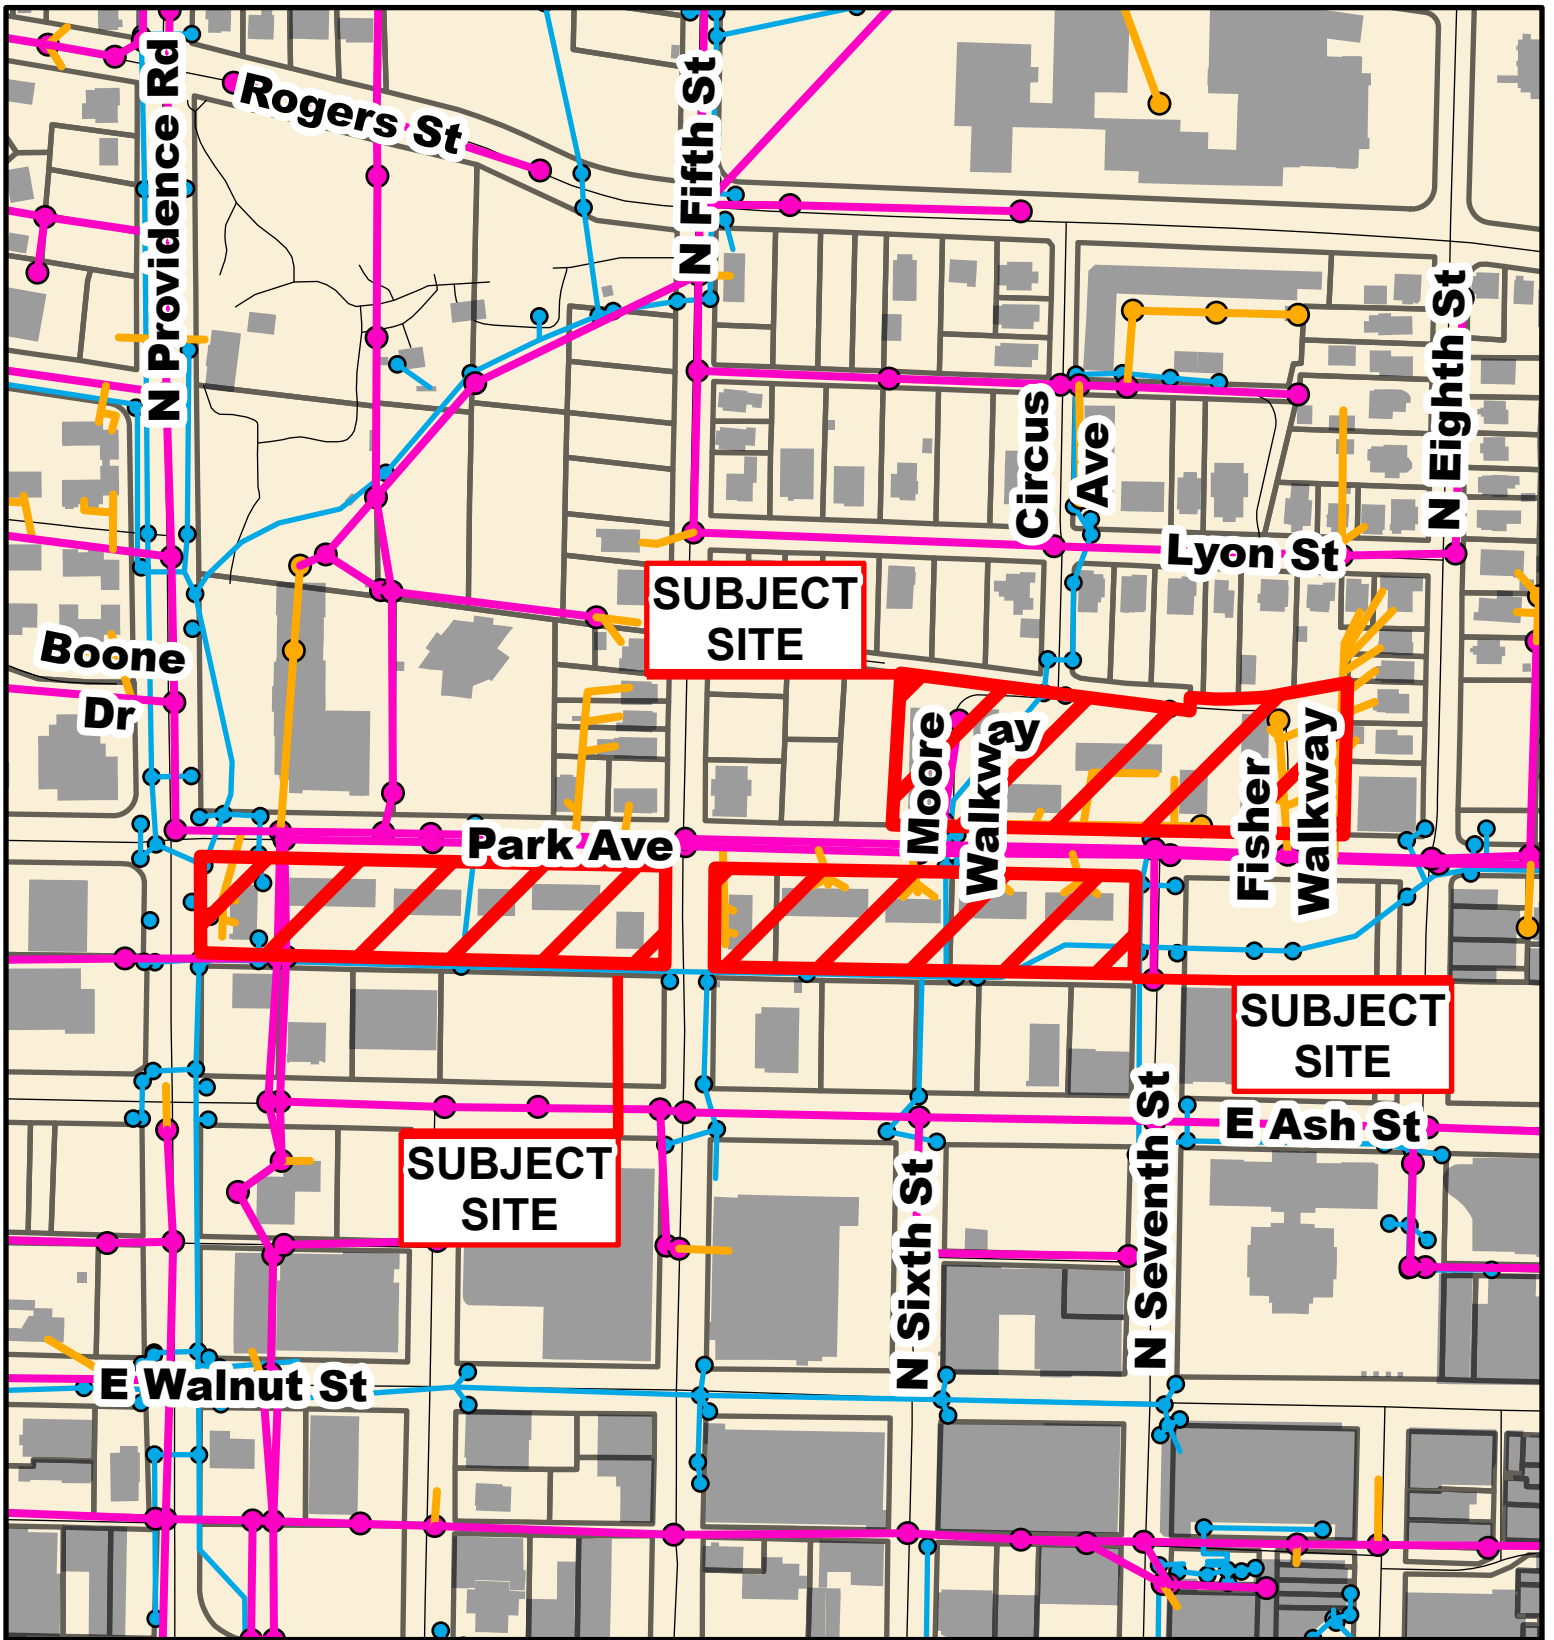 N Providence Rd
Rogers St
N Fifth St
N Eighth St
Circus
Ave
Lyon St
SUBJECT
SITE
Boone
Dr
Moore
Walkway
Fisher
Walkway
Park Ave
SUBJECT
SITE
N Seventh St
E Ash St
SUBJECT
SITE
N Sixth St
E Walnut St